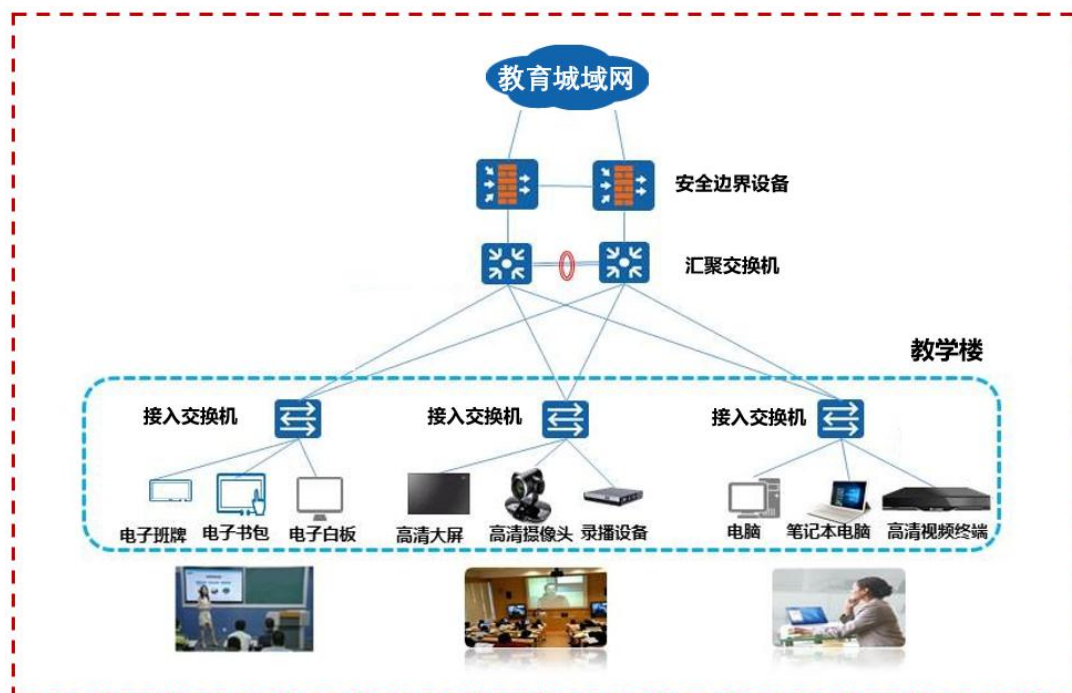 教育城域网
安全边界设备
汇聚交换机
教学楼
接入交换机 接入交换机 接入交换机
电子班牌 电子书包 电子白板 高清大屏 高清摄像头 录播设备 电脑 笔记本电脑 高清视频终端